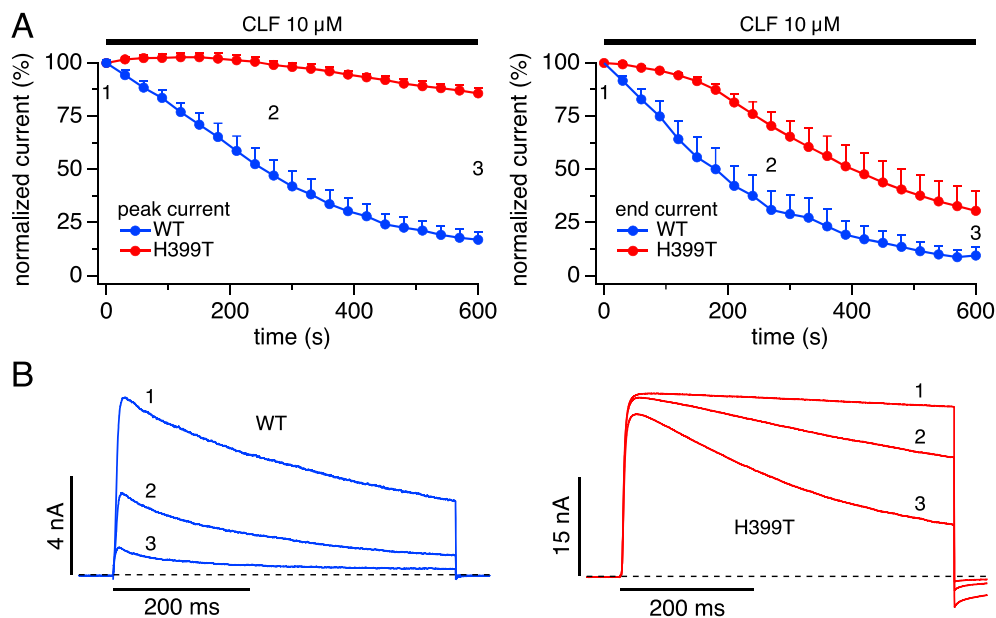 A
CLF 10 µM
CLF 10 µM
normalized current (%)
100
75
50
25
0
1
2
3
peak current
WT
H399T
0
200
400
600
time (s)
normalized current (%)
100
75
50
25
0
1
2
3
end current
WT
H399T
0
200
400
600
time (s)
B
1
2
3
WT
4 nA
200 ms
1
2
3
H399T
15 nA
200 ms